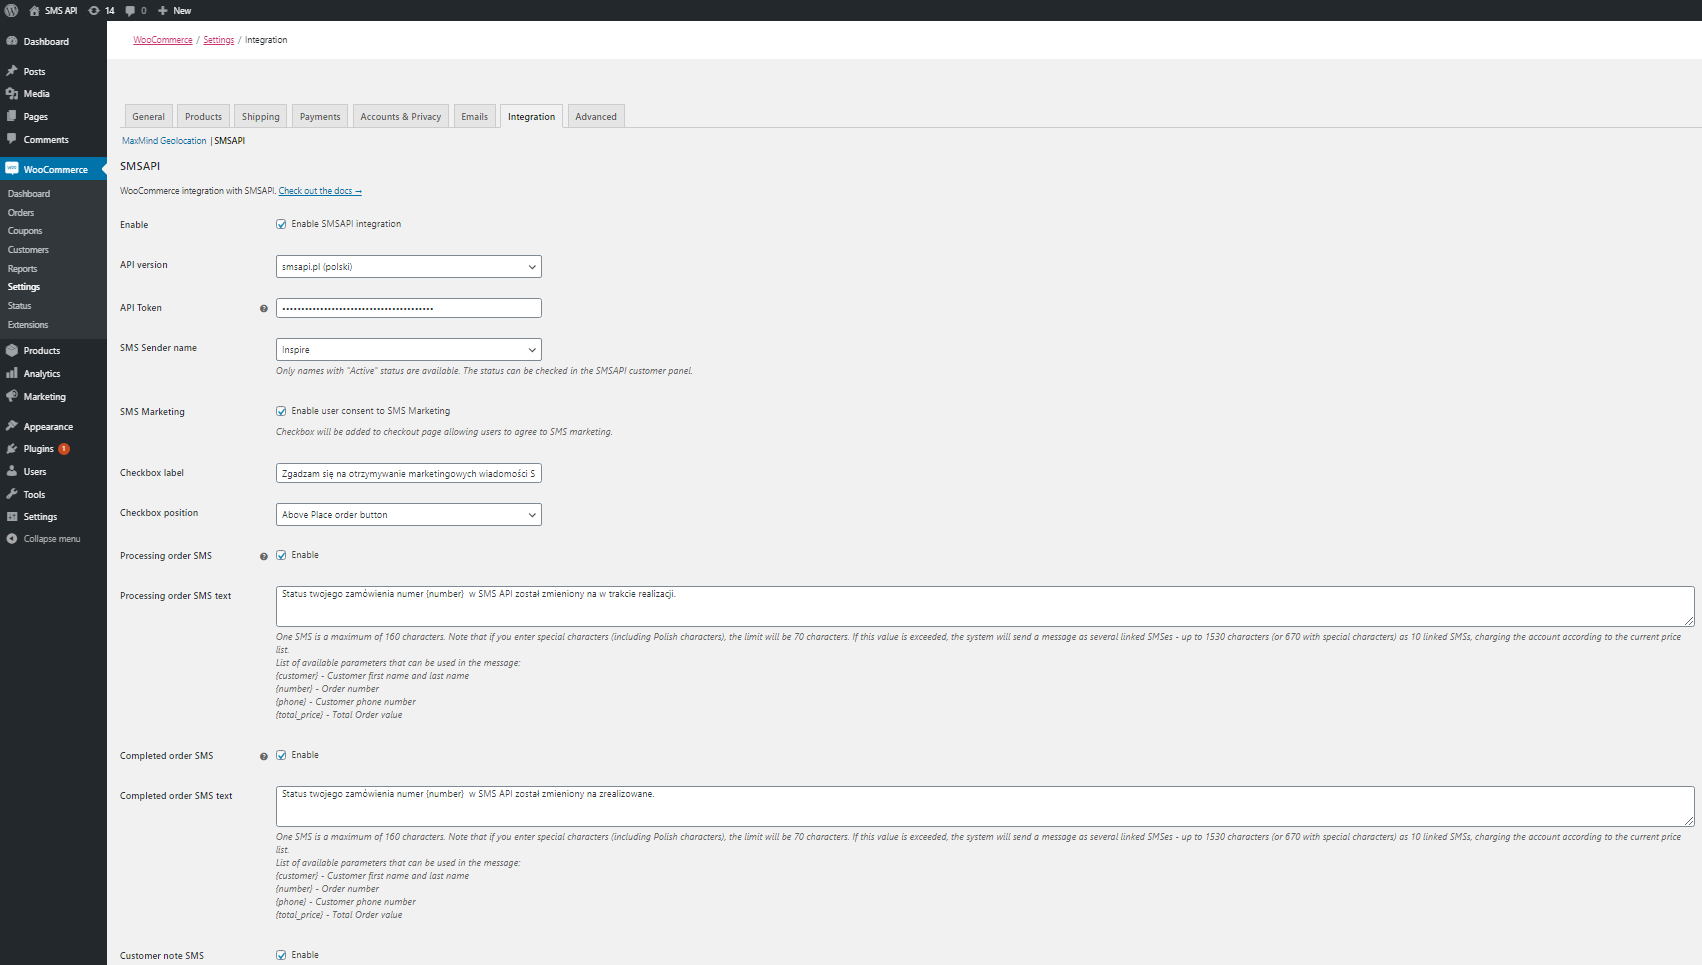 SMS API 14 0 New
Dashboard
Posts
Media
Pages
Comments
WooCommerce
Dashboard
Orders
Coupons
Customers
Reports
Settings
Status
Extensions
Products
Analytics
Marketing
Appearance
Plugins 1
Users
Tools
Settings
Collapse menu
WooCommerce / Settings / Integration
General Products Shipping Payments Accounts & Privacy Emails Integration Advanced
MaxMind Geolocation | SMSAPI
SMSAPI
WooCommerce integration with SMSAPI. Check out the docs →
Enable Enable SMSAPI integration
API version smsapi.pl (polski)
API Token ••••••••••••••••••••••••••••••••••••••••
SMS Sender name Inspire
Only names with "Active" status are available. The status can be checked in the SMSAPI customer panel.
SMS Marketing Enable user consent to SMS Marketing
Checkbox will be added to checkout page allowing users to agree to SMS marketing.
Checkbox label Zgadzam się na otrzymywanie marketingowych wiadomości S
Checkbox position Above Place order button
Processing order SMS Enable
Processing order SMS text Status twojego zamówienia numer {number} w SMS API został zmieniony na w trakcie realizacji.
One SMS is a maximum of 160 characters. Note that if you enter special characters (including Polish characters), the limit will be 70 characters. If this value is exceeded, the system will send a message as several linked SMSes - up to 1530 characters (or 670 with special characters) as 10 linked SMSs, charging the account according to the current price
list.
List of available parameters that can be used in the message:
{customer} - Customer first name and last name
{number} - Order number
{phone} - Customer phone number
{total_price} - Total Order value
Completed order SMS Enable
Completed order SMS text Status twojego zamówienia numer {number} w SMS API został zmieniony na zrealizowane.
One SMS is a maximum of 160 characters. Note that if you enter special characters (including Polish characters), the limit will be 70 characters. If this value is exceeded, the system will send a message as several linked SMSes - up to 1530 characters (or 670 with special characters) as 10 linked SMSs, charging the account according to the current price
list.
List of available parameters that can be used in the message:
{customer} - Customer first name and last name
{number} - Order number
{phone} - Customer phone number
{total_price} - Total Order value
Customer note SMS Enable